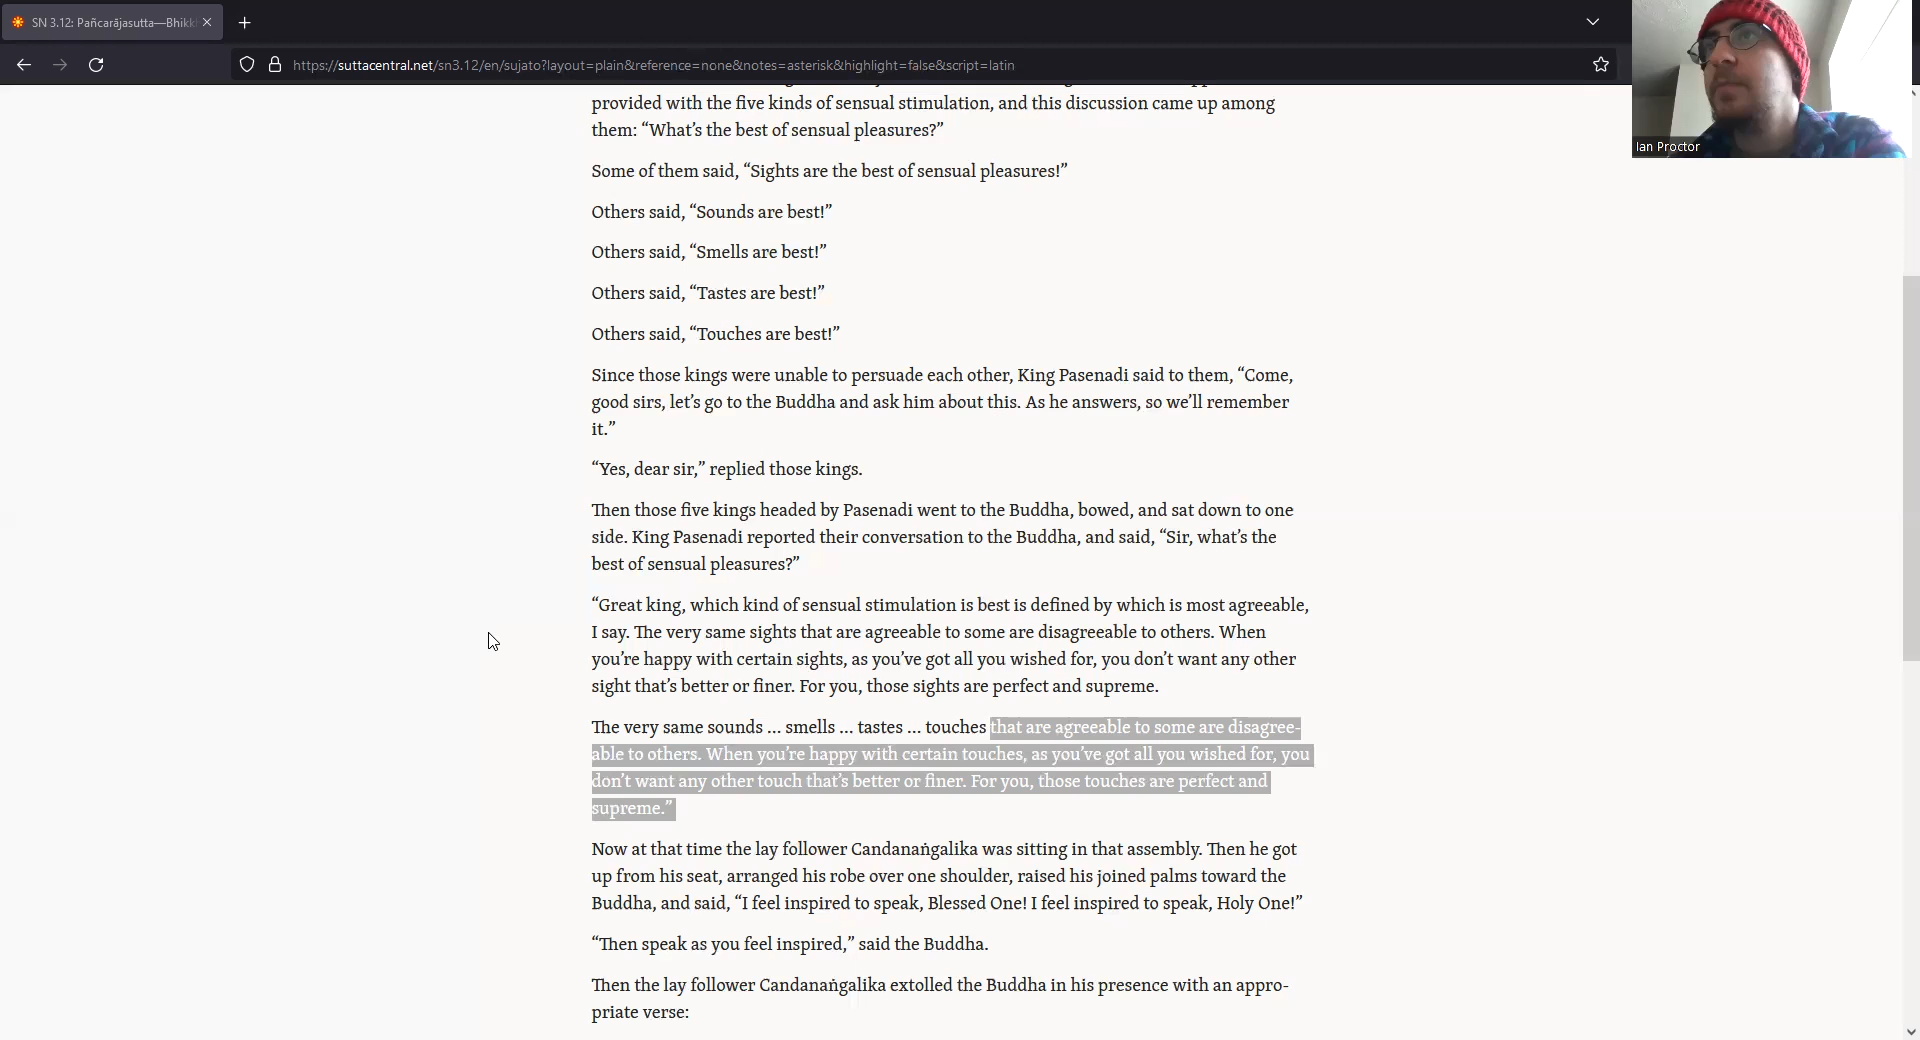 SN 3.12: Pañcarājasutta—Bhikk
https://suttacentral.net/sn3.12/en/sujato?layout=plain&reference=none&notes=asterisk&highlight=false&script=latin
Ian Proctor
provided with the five kinds of sensual stimulation, and this discussion came up among
them: “What’s the best of sensual pleasures?”
Some of them said, “Sights are the best of sensual pleasures!”
Others said, “Sounds are best!”
Others said, “Smells are best!”
Others said, “Tastes are best!”
Others said, “Touches are best!”
Since those kings were unable to persuade each other, King Pasenadi said to them, “Come,
good sirs, let’s go to the Buddha and ask him about this. As he answers, so we’ll remember
it.”
“Yes, dear sir,” replied those kings.
Then those five kings headed by Pasenadi went to the Buddha, bowed, and sat down to one
side. King Pasenadi reported their conversation to the Buddha, and said, “Sir, what’s the
best of sensual pleasures?”
“Great king, which kind of sensual stimulation is best is defined by which is most agreeable,
I say. The very same sights that are agreeable to some are disagreeable to others. When
you’re happy with certain sights, as you’ve got all you wished for, you don’t want any other
sight that’s better or finer. For you, those sights are perfect and supreme.
The very same sounds … smells … tastes … touches that are agreeable to some are disagree-
able to others. When you’re happy with certain touches, as you’ve got all you wished for, you
don’t want any other touch that’s better or finer. For you, those touches are perfect and
supreme.”
Now at that time the lay follower Candanaṅgalika was sitting in that assembly. Then he got
up from his seat, arranged his robe over one shoulder, raised his joined palms toward the
Buddha, and said, “I feel inspired to speak, Blessed One! I feel inspired to speak, Holy One!”
“Then speak as you feel inspired,” said the Buddha.
Then the lay follower Candanaṅgalika extolled the Buddha in his presence with an appro-
priate verse: